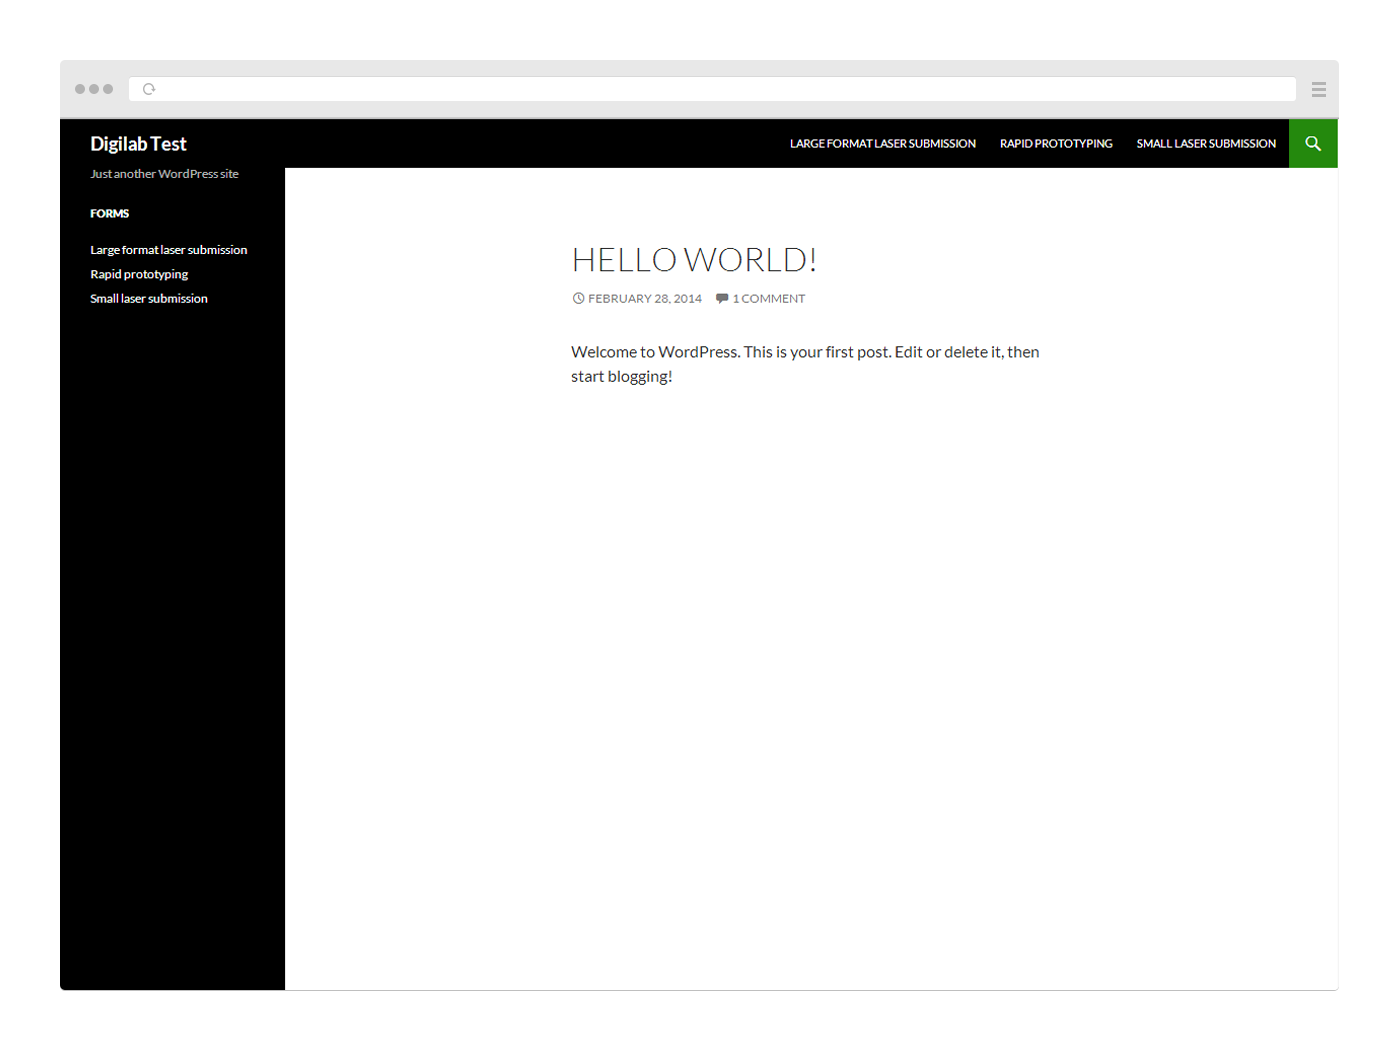 Digilab Test
LARGE FORMAT LASER SUBMISSION
RAPID PROTOTYPING
SMALL LASER SUBMISSION
Just another WordPress site
FORMS
Large format laser submission
Rapid prototyping
Small laser submission
HELLO WORLD!
FEBRUARY 28, 2014
1 COMMENT
Welcome to WordPress. This is your first post. Edit or delete it, then
start blogging!